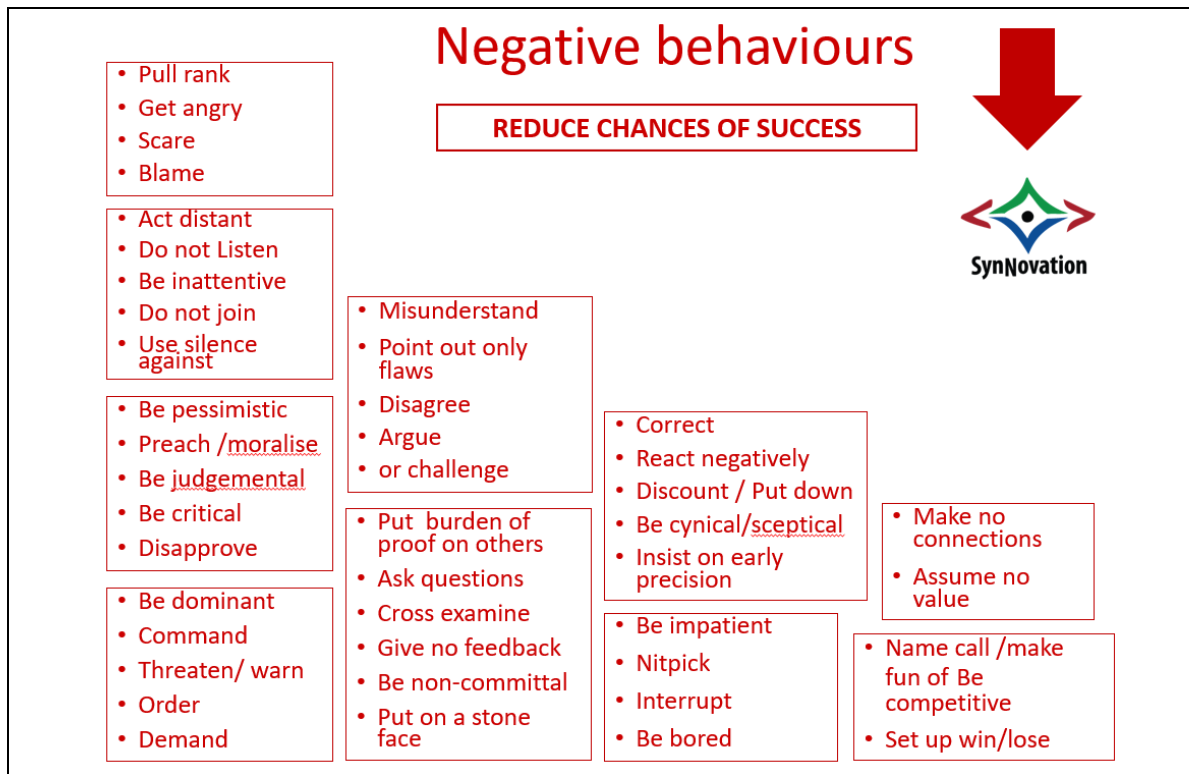 Negative behaviours
REDUCE CHANCES OF SUCCESS
SynNovation
• Pull rank
• Get angry
• Scare
• Blame
• Act distant
• Do not Listen
• Be inattentive
• Do not join
• Use silence
against
• Be pessimistic
• Preach /moralise
• Be judgemental
• Be critical
• Disapprove
• Be dominant
• Command
• Threaten/ warn
• Order
• Demand
• Misunderstand
• Point out only
flaws
• Disagree
• Argue
• or challenge
• Put burden of
proof on others
• Ask questions
• Cross examine
• Give no feedback
• Be non-committal
• Put on a stone
face
• Correct
• React negatively
• Discount / Put down
• Be cynical/sceptical
• Insist on early
precision
• Be impatient
• Nitpick
• Interrupt
• Be bored
• Make no
connections
• Assume no
value
• Name call /make
fun of Be
competitive
• Set up win/lose